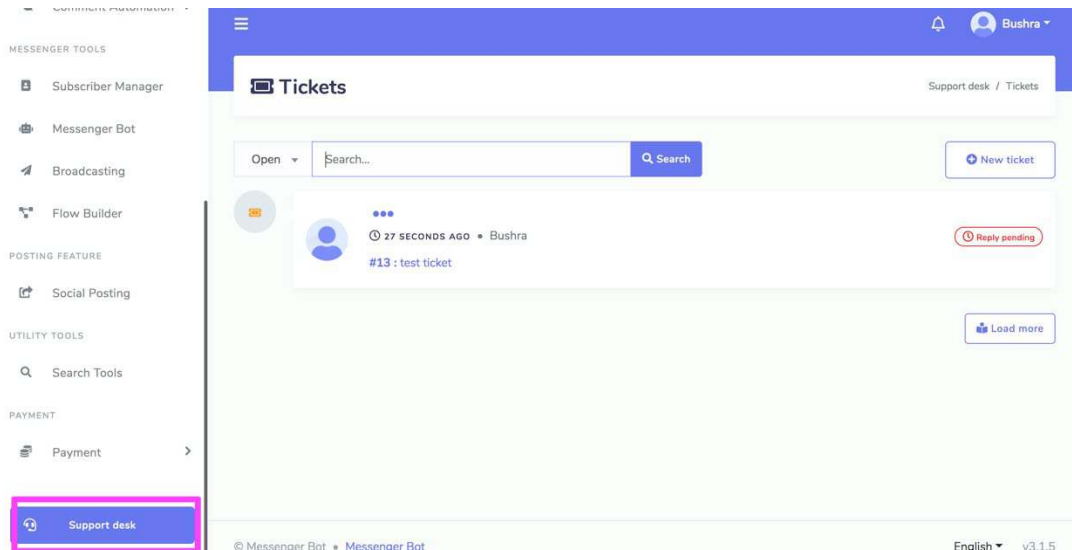 Comment Automation
MESSENGER TOOLS
Subscriber Manager
Messenger Bot
Broadcasting
Flow Builder
POSTING FEATURE
Social Posting
UTILITY TOOLS
Search Tools
PAYMENT
Payment
Support desk
Bushra
Tickets
Support desk / Tickets
Open
Search...
Search
New ticket
27 SECONDS AGO • Bushra
Reply pending
#13 : test ticket
Load more
© Messenger Bot • Messenger Bot
English v3.1.5